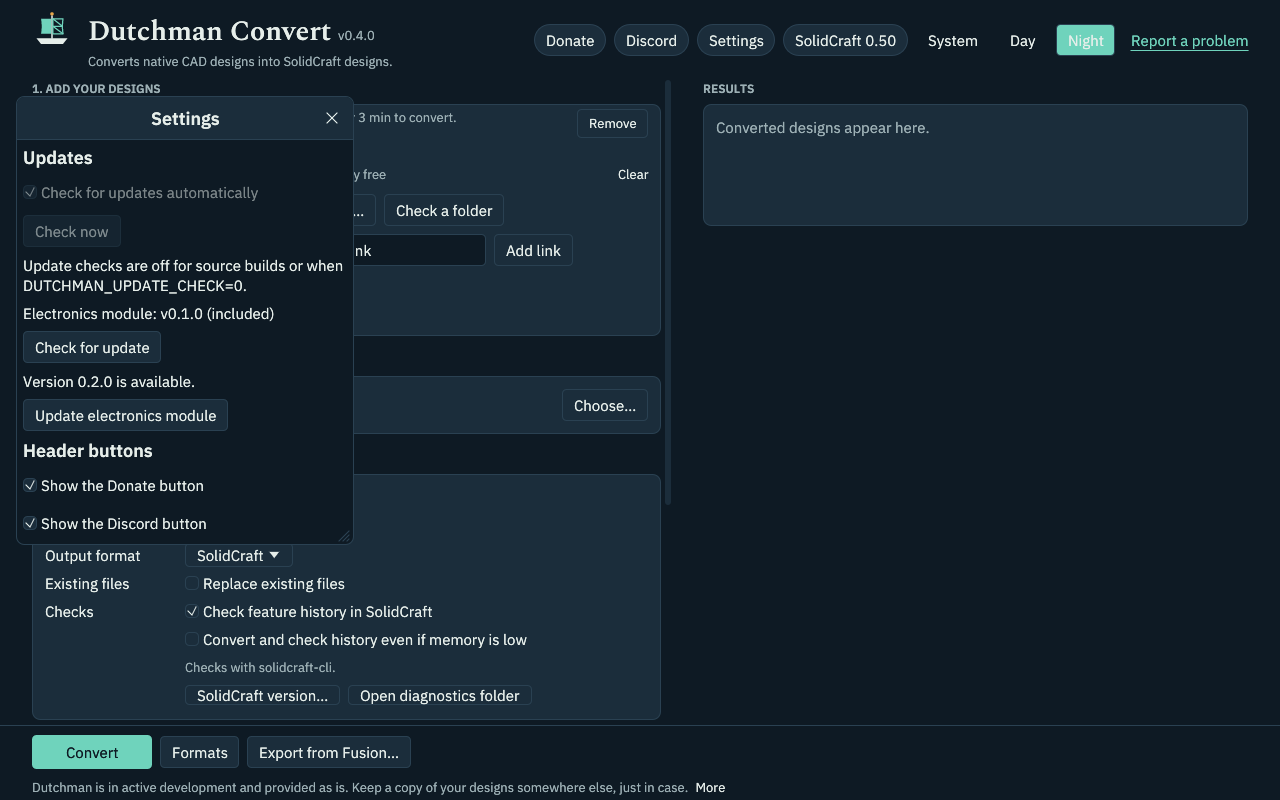 Dutchman Convert v0.4.0
Converts native CAD designs into SolidCraft designs.
Donate
Discord
Settings
SolidCraft 0.50
System
Day
Night
Report a problem
1. ADD YOUR DESIGNS
3 min to convert.
Remove
free
Clear
...
Check a folder
Add link
Choose...
Settings
Updates
Check for updates automatically
Check now
Update checks are off for source builds or when
DUTCHMAN_UPDATE_CHECK=0.
Electronics module: v0.1.0 (included)
Check for update
Version 0.2.0 is available.
Update electronics module
Header buttons
Show the Donate button
Show the Discord button
Output format
SolidCraft
Existing files
Replace existing files
Checks
Check feature history in SolidCraft
Convert and check history even if memory is low
Checks with solidcraft-cli.
SolidCraft version...
Open diagnostics folder
RESULTS
Converted designs appear here.
Convert
Formats
Export from Fusion...
Dutchman is in active development and provided as is. Keep a copy of your designs somewhere else, just in case. More